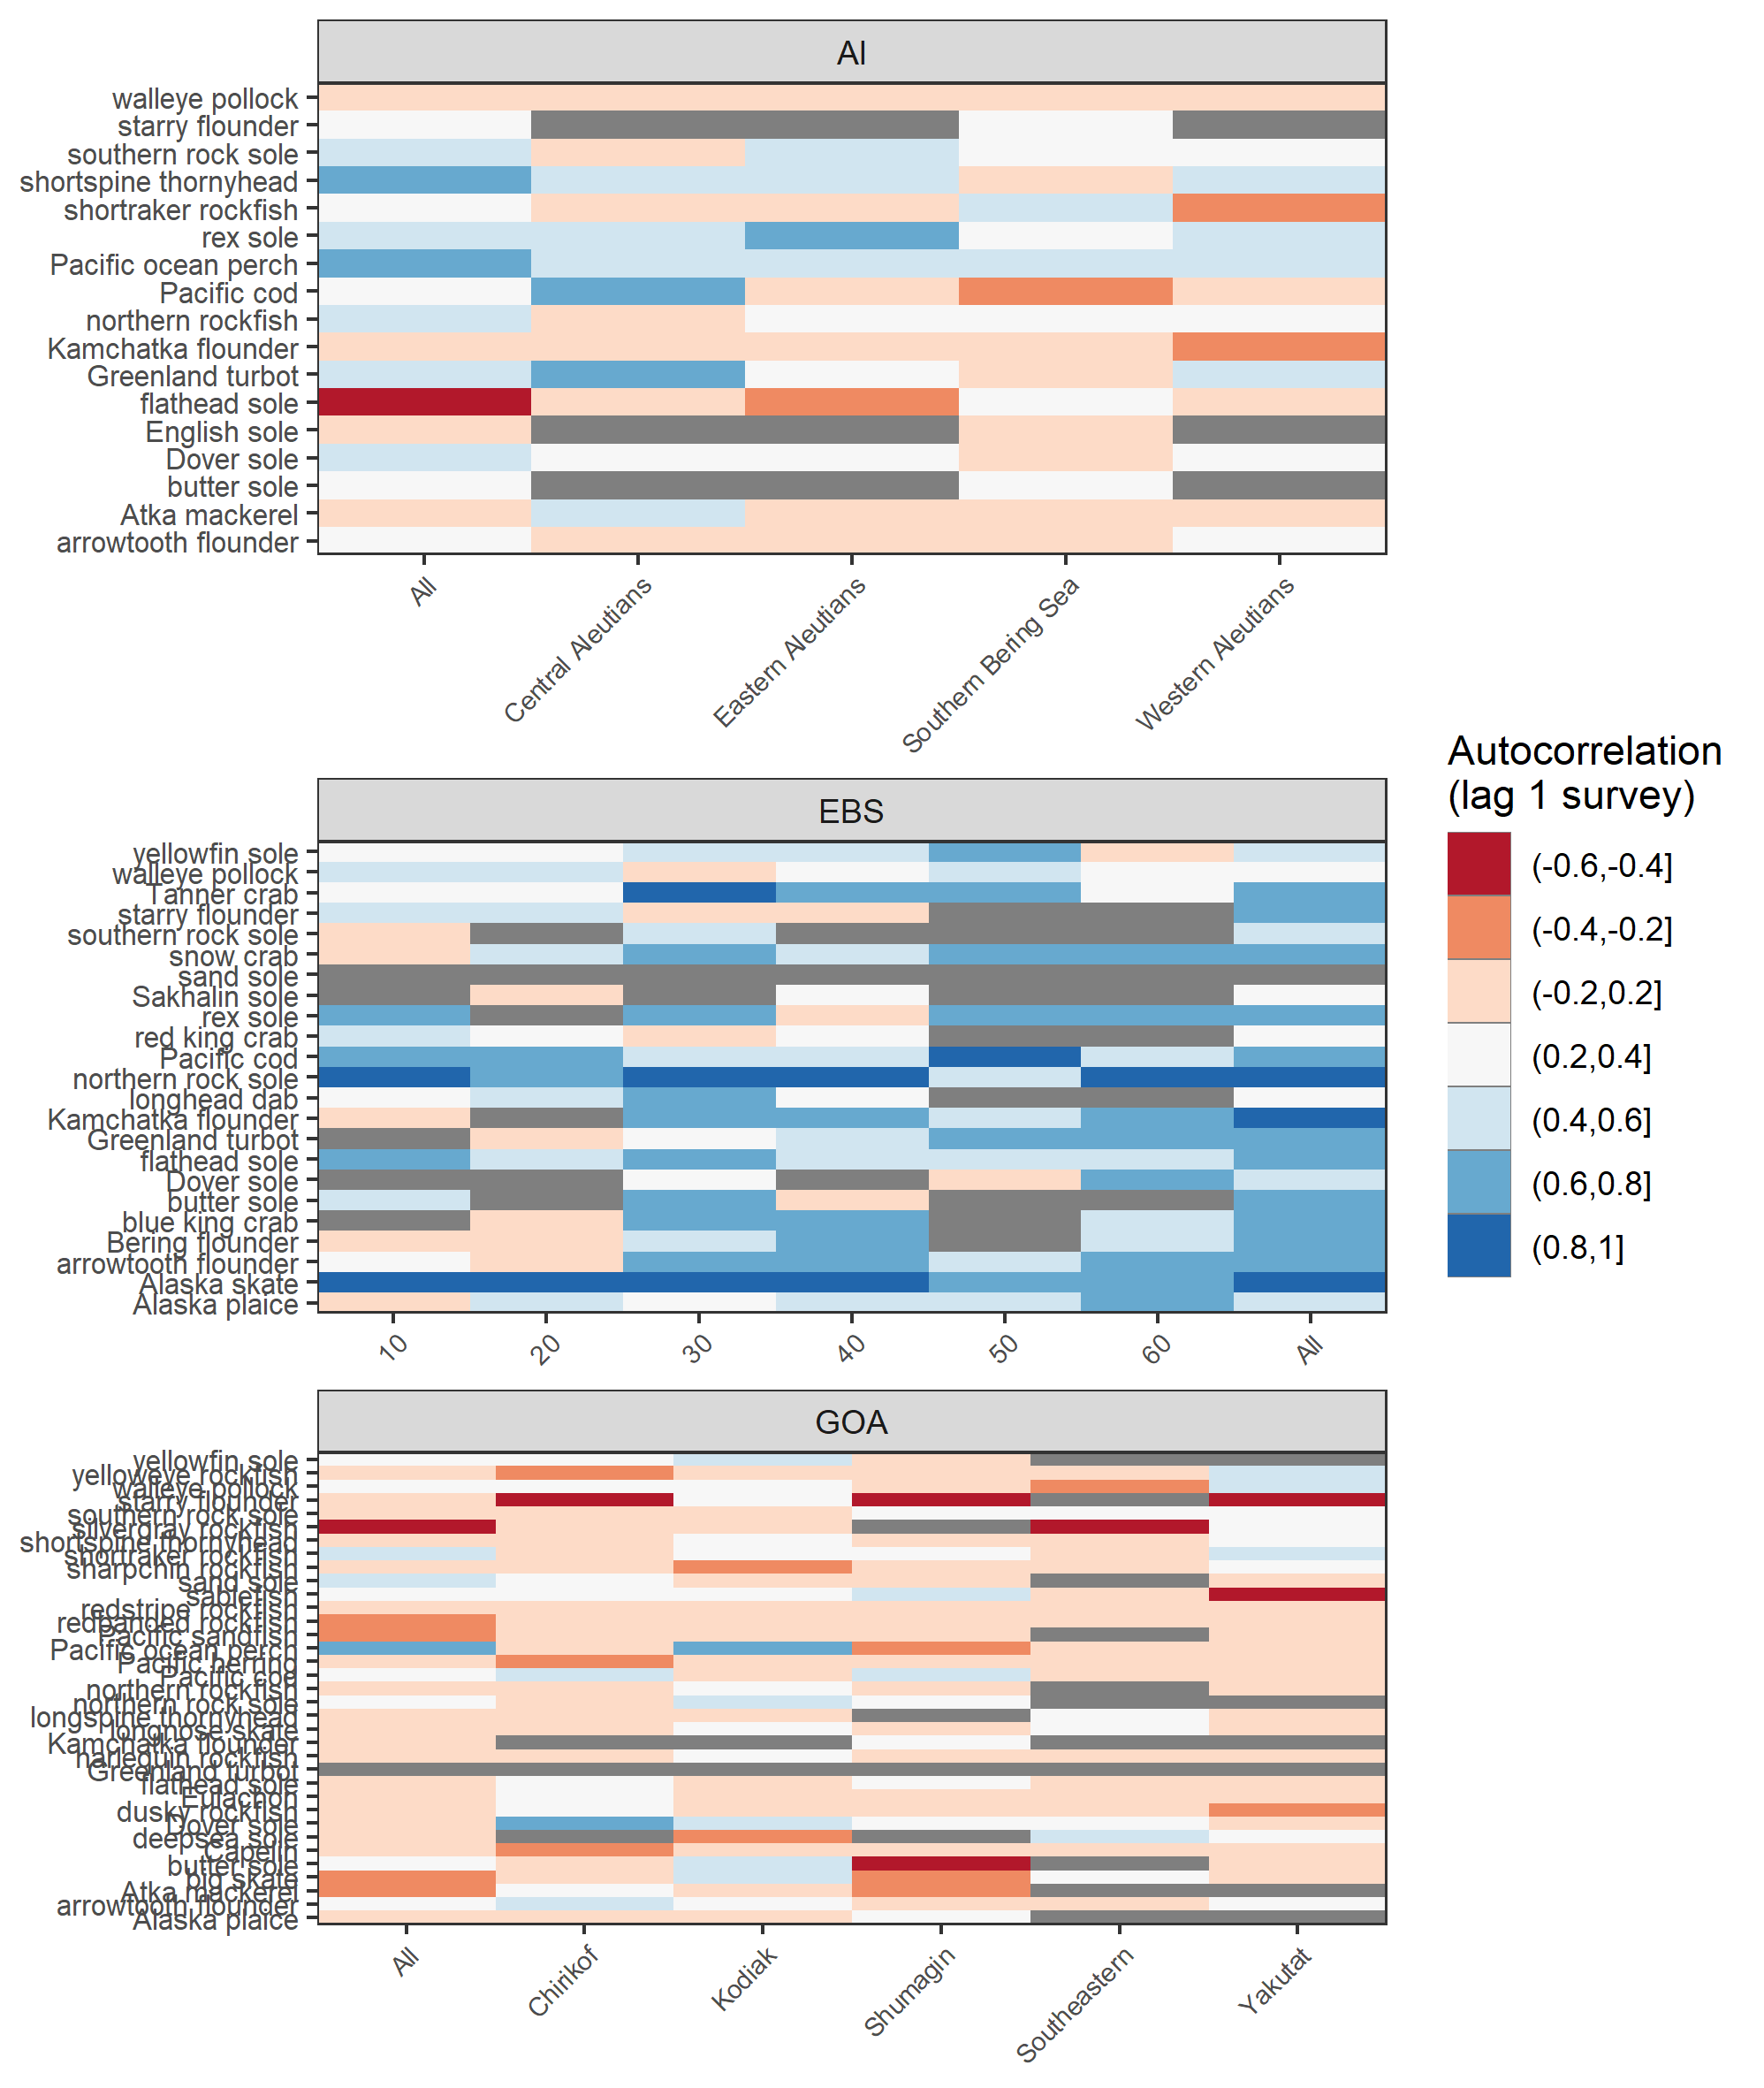 AI
walleye pollock
starry flounder
southern rock sole
shortspine thornyhead
shortraker rockfish
rex sole
Pacific ocean perch
Pacific cod
northern rockfish
Kamchatka flounder
Greenland turbot
flathead sole
English sole
Dover sole
butter sole
Atka mackerel
arrowtooth flounder
All
Central Aleutians
Eastern Aleutians
Southern Bering Sea
Western Aleutians
EBS
yellowfin sole
walleye pollock
Tanner crab
starry flounder
southern rock sole
snow crab
sand sole
Sakhalin sole
rex sole
red king crab
Pacific cod
northern rock sole
longhead dab
Kamchatka flounder
Greenland turbot
flathead sole
Dover sole
butter sole
blue king crab
Bering flounder
arrowtooth flounder
Alaska skate
Alaska plaice
10
20
30
40
50
60
All
Autocorrelation
(lag 1 survey)
(-0.6,-0.4]
(-0.4,-0.2]
(-0.2,0.2]
(0.2,0.4]
(0.4,0.6]
(0.6,0.8]
(0.8,1]
GOA
yellowfin sole
yelloweye rockfish
walleye pollock
starry flounder
southern rock sole
silvergray rockfish
shortspine thornyhead
shortraker rockfish
sharpchin rockfish
sand sole
sablefish
redstripe rockfish
redbanded rockfish
Pacific sandfish
Pacific ocean perch
Pacific herring
Pacific cod
northern rockfish
northern rock sole
longspine thornyhead
longnose skate
Kamchatka flounder
harlequin rockfish
Greenland turbot
flathead sole
Eulachon
dusky rockfish
Dover sole
deepsea sole
Capelin
butter sole
big skate
Atka mackerel
arrowtooth flounder
Alaska plaice
All
Chirikof
Kodiak
Shumagin
Southeastern
Yakutat